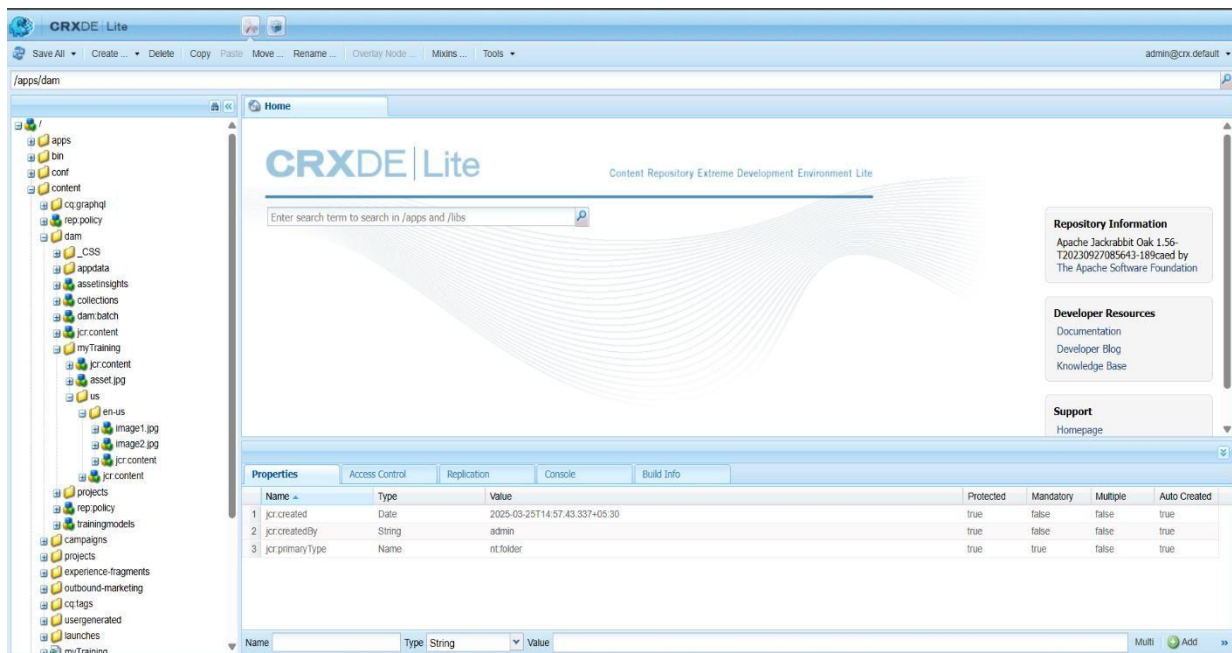 CRXDE Lite
Save All Create ... Delete Copy Paste Move ... Rename ... Overlay Node ... Mixins ... Tools admin@crx.default
/apps/dam
Home
/
apps
bin
conf
content
cq:graphql
rep:policy
dam
_CSS
appdata
assetinsights
collections
dam:batch
jcr:content
myTraining
jcr:content
asset.jpg
us
en-us
image1.jpg
image2.jpg
jcr:content
jcr:content
projects
rep:policy
trainingmodels
campaigns
projects
experience-fragments
outbound-marketing
cq:tags
usergenerated
launches
myTraining
CRXDE Lite
Content Repository Extreme Development Environment Lite
Enter search term to search in /apps and /libs
Repository Information
Apache Jackrabbit Oak 1.56-
T20230927085643-189caed by
The Apache Software Foundation
Developer Resources
Documentation
Developer Blog
Knowledge Base
Support
Homepage
Properties Access Control Replication Console Build Info
Name Type Value Protected Mandatory Multiple Auto Created
1 jcr:created Date 2025-03-25T14:57:43.337+05:30 true false false true
2 jcr:createdBy String admin true false false true
3 jcr:primaryType Name nt:folder true true false true
Name Type String Value Multi Add